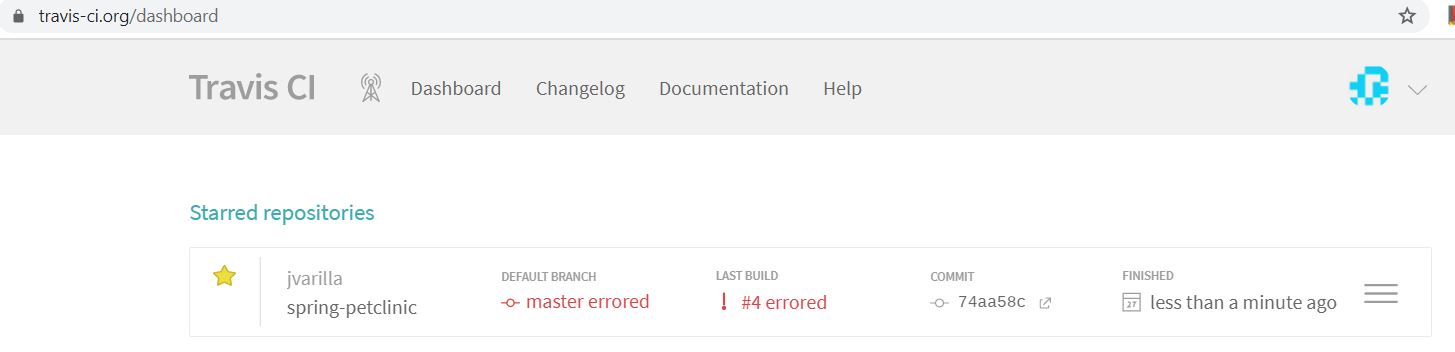 travis-ci.org/dashboard
Travis CI Dashboard Changelog Documentation Help
Starred repositories
jvarilla
spring-petclinic
DEFAULT BRANCH
master errored
LAST BUILD
#4 errored
COMMIT
74aa58c
FINISHED
27 less than a minute ago